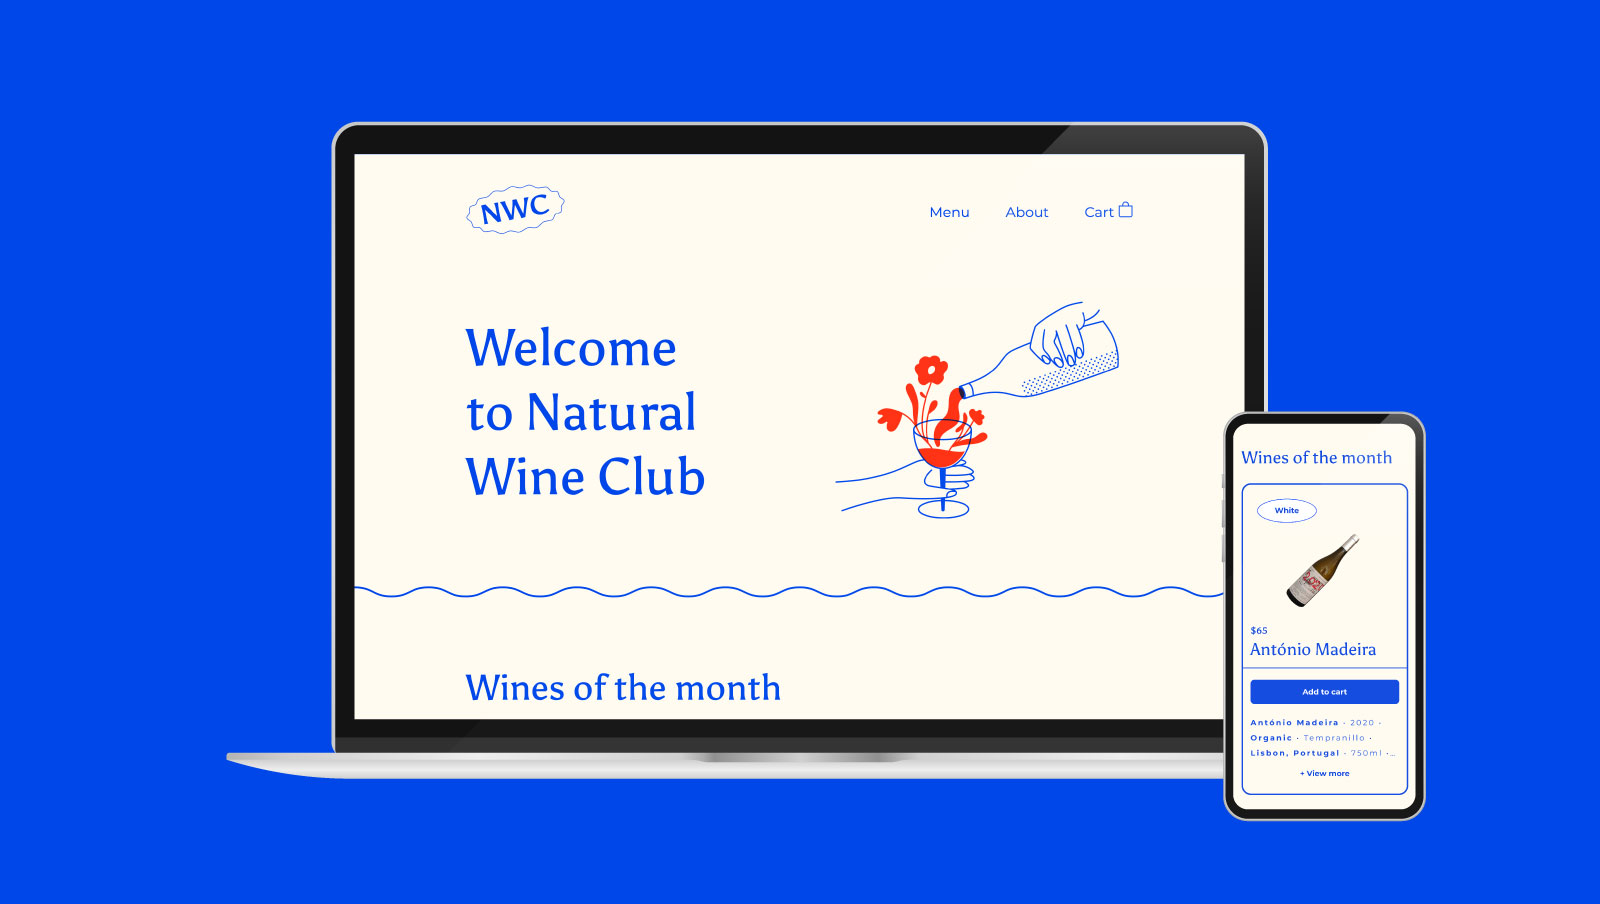 NWC
Menu
About
Cart
Welcome
to Natural
Wine Club
Wines of the month
Wines of the month
White
$65
António Madeira
Add to cart
António Madeira - 2020 -
Organic · Tempranillo ·
Lisbon, Portugal - 750ml ·...
+ View more